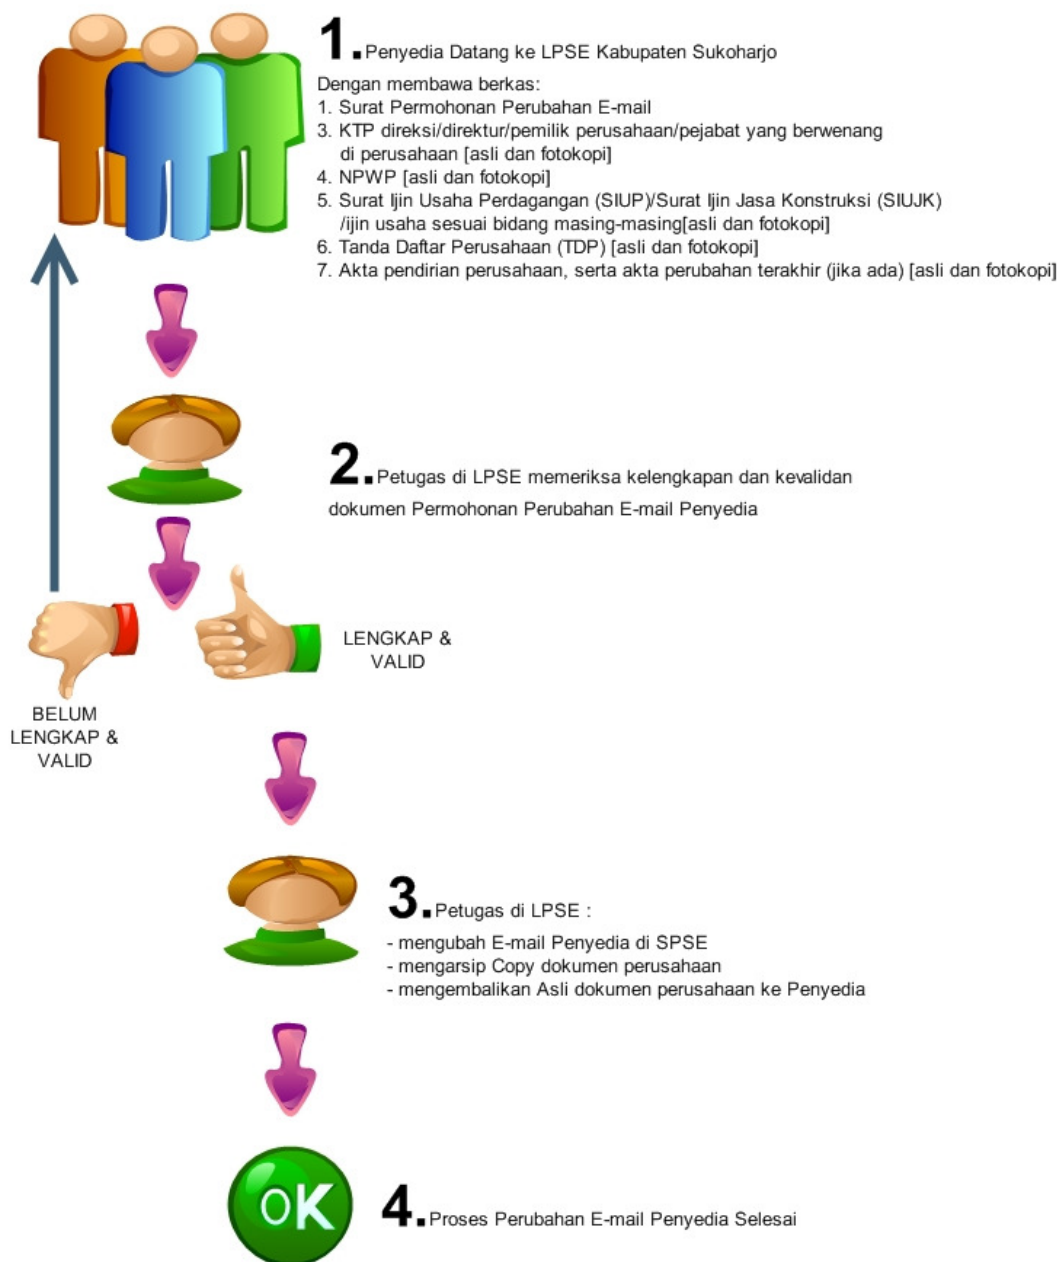 1. Penyedia Datang ke LPSE Kabupaten Sukoharjo
Dengan membawa berkas:
1. Surat Permohonan Perubahan E-mail
3. KTP direksi/direktur/pemilik perusahaan/pejabat yang berwenang
di perusahaan [asli dan fotokopi]
4. NPWP [asli dan fotokopi]
5. Surat Ijin Usaha Perdagangan (SIUP)/Surat Ijin Jasa Konstruksi (SIUJK)
/ijin usaha sesuai bidang masing-masing[asli dan fotokopi]
6. Tanda Daftar Perusahaan (TDP) [asli dan fotokopi]
7. Akta pendirian perusahaan, serta akta perubahan terakhir (jika ada) [asli dan fotokopi]
2. Petugas di LPSE memeriksa kelengkapan dan kevalidan
dokumen Permohonan Perubahan E-mail Penyedia
LENGKAP &
VALID
BELUM
LENGKAP &
VALID
3. Petugas di LPSE :
- mengubah E-mail Penyedia di SPSE
- mengarsip Copy dokumen perusahaan
- mengembalikan Asli dokumen perusahaan ke Penyedia
OK
4. Proses Perubahan E-mail Penyedia Selesai